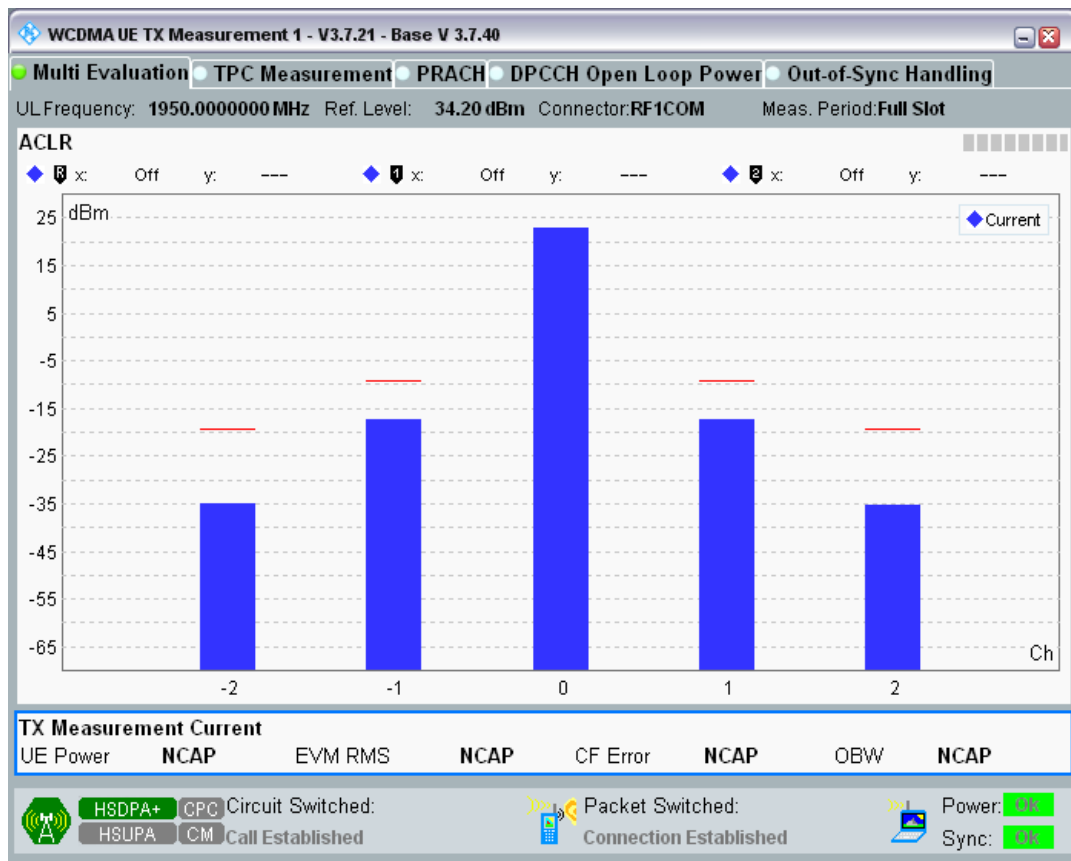 WCDMA UE TX Measurement 1 - V3.7.21 - Base V 3.7.40
Multi Evaluation TPC Measurement PRACH DPCCH Open Loop Power Out-of-Sync Handling
UL Frequency: 1950.0000000 MHz Ref. Level: 34.20 dBm Connector:RF1COM Meas. Period:Full Slot
ACLR
R x: Off y: --- 1 x: Off y: --- 2 x: Off y: ---
dBm
25
Current
15
5
-5
-15
-25
-35
-45
-55
-65
Ch
-2 -1 0 1 2
TX Measurement Current
UE Power NCAP EVM RMS NCAP CF Error NCAP OBW NCAP
HSDPA+ CPC Circuit Switched: Packet Switched: Power: OK
HSUPA CM Call Established Connection Established Sync: OK